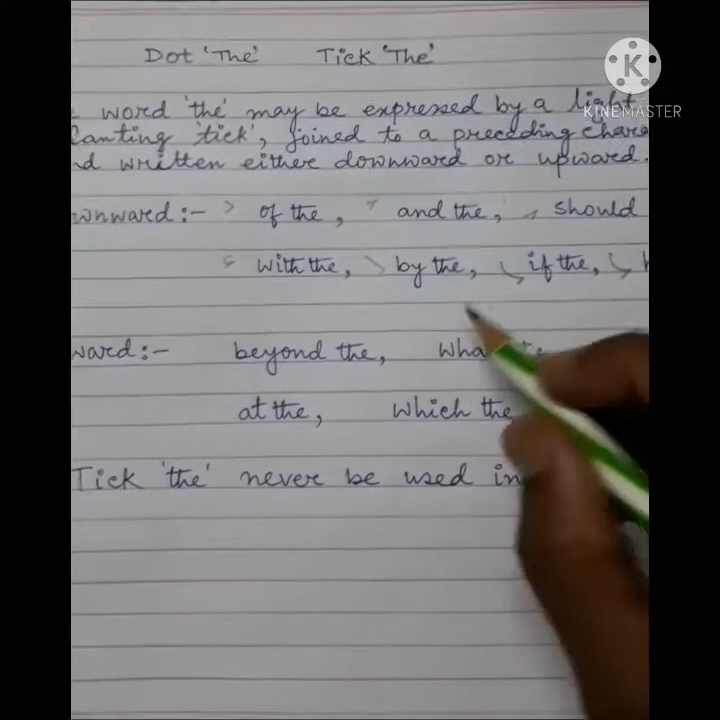 Dot 'The' Tick 'The'
K
KINEMASTER
word 'the' may be expressed by a light
'tick', joined to a preceding
written either downward or upward.
of the, and the, should
with the, by the, if the,
:- beyond the,
at the, which the
Tick 'the' never be used in